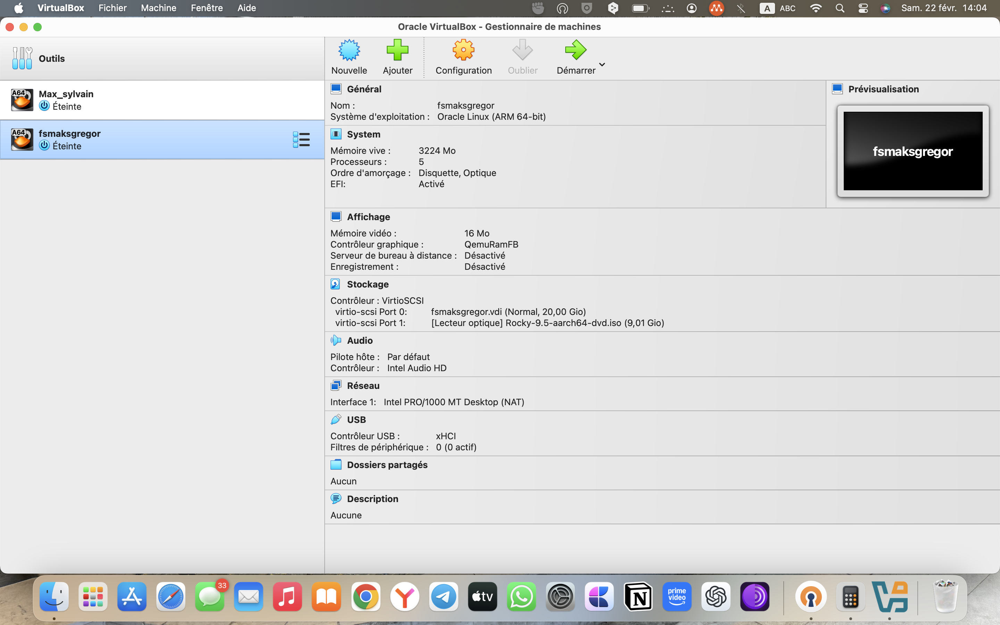 VirtualBox Fichier Machine Fenêtre Aide A ABC Sam. 22 févr. 14:04
Oracle VirtualBox - Gestionnaire de machines
Outils
Nouvelle Ajouter Configuration Oublier Démarrer
A64 Max_sylvain
Éteinte
A64 fsmaksgregor
Éteinte
Général
Nom : fsmaksgregor
Système d'exploitation : Oracle Linux (ARM 64-bit)
Prévisualisation
fsmaksgregor
System
Mémoire vive : 3224 Mo
Processeurs : 5
Ordre d'amorçage : Disquette, Optique
EFI: Activé
Affichage
Mémoire vidéo : 16 Mo
Contrôleur graphique : QemuRamFB
Serveur de bureau à distance : Désactivé
Enregistrement : Désactivé
Stockage
Contrôleur : VirtioSCSI
virtio-scsi Port 0: fsmaksgregor.vdi (Normal, 20,00 Gio)
virtio-scsi Port 1: [Lecteur optique] Rocky-9.5-aarch64-dvd.iso (9,01 Gio)
Audio
Pilote hôte : Par défaut
Contrôleur : Intel Audio HD
Réseau
Interface 1: Intel PRO/1000 MT Desktop (NAT)
USB
Contrôleur USB : xHCI
Filtres de périphérique : 0 (0 actif)
Dossiers partagés
Aucun
Description
Aucune
33
tv
prime video